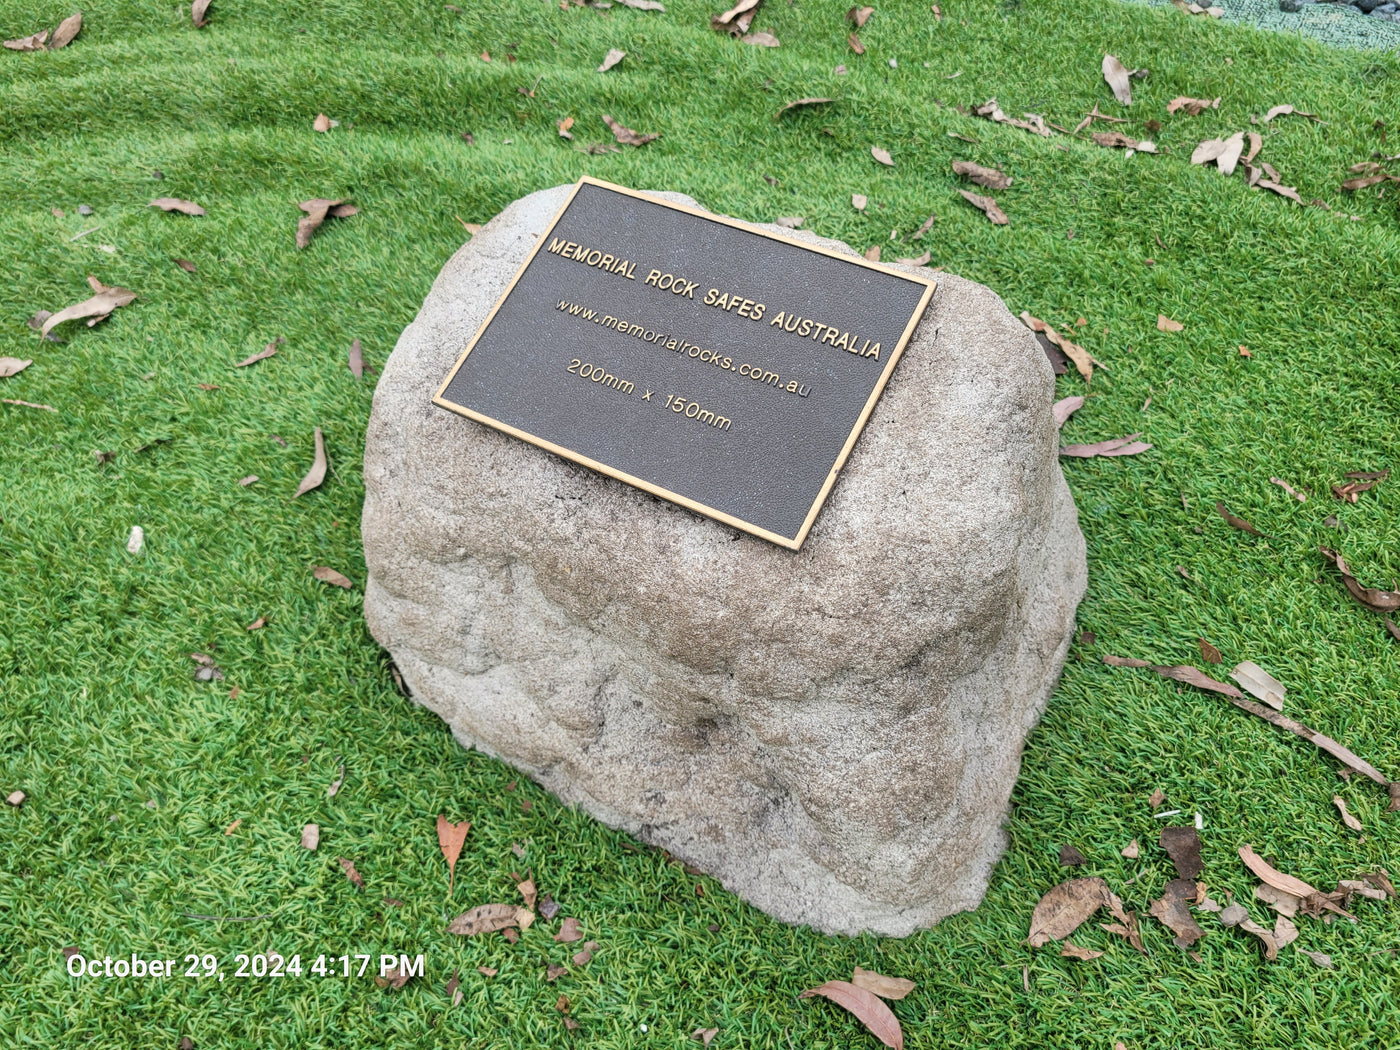 MEMORIAL ROCK SAFES AUSTRALIA
www.memorialrocks.com.au
200mm x 150mm
October 29, 2024 4:17 PM